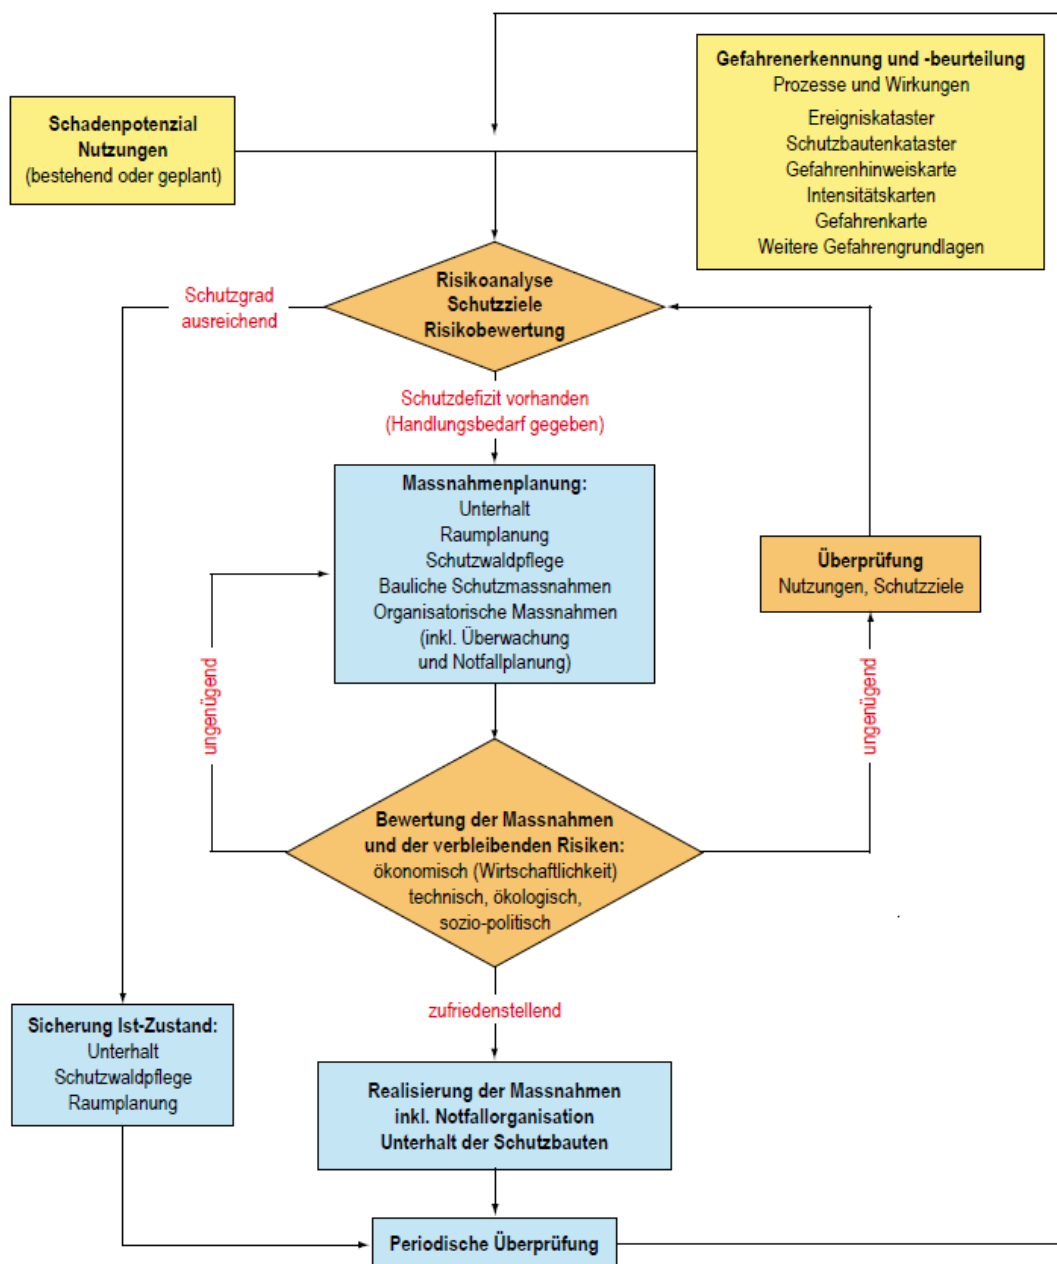 Gefahrenerkennung und -beurteilung
Prozesse und Wirkungen
Ereigniskataster
Schutzbautenkataster
Gefahrenhinweiskarte
Intensitätskarten
Gefahrenkarte
Weitere Gefahrengrundlagen
Schadenpotenzial
Nutzungen
(bestehend oder geplant)
Risikoanalyse
Schutzziele
Risikobewertung
Schutzgrad
ausreichend
Schutzdefizit vorhanden
(Handlungsbedarf gegeben)
Massnahmenplanung:
Unterhalt
Raumplanung
Schutzwaldpflege
Bauliche Schutzmassnahmen
Organisatorische Massnahmen
(inkl. Überwachung
und Notfallplanung)
Überprüfung
Nutzungen, Schutzziele
ungenügend
ungenügend
Bewertung der Massnahmen
und der verbleibenden Risiken:
ökonomisch (Wirtschaftlichkeit)
technisch, ökologisch,
sozio-politisch
zufriedenstellend
Sicherung Ist-Zustand:
Unterhalt
Schutzwaldpflege
Raumplanung
Realisierung der Massnahmen
inkl. Notfallorganisation
Unterhalt der Schutzbauten
Periodische Überprüfung